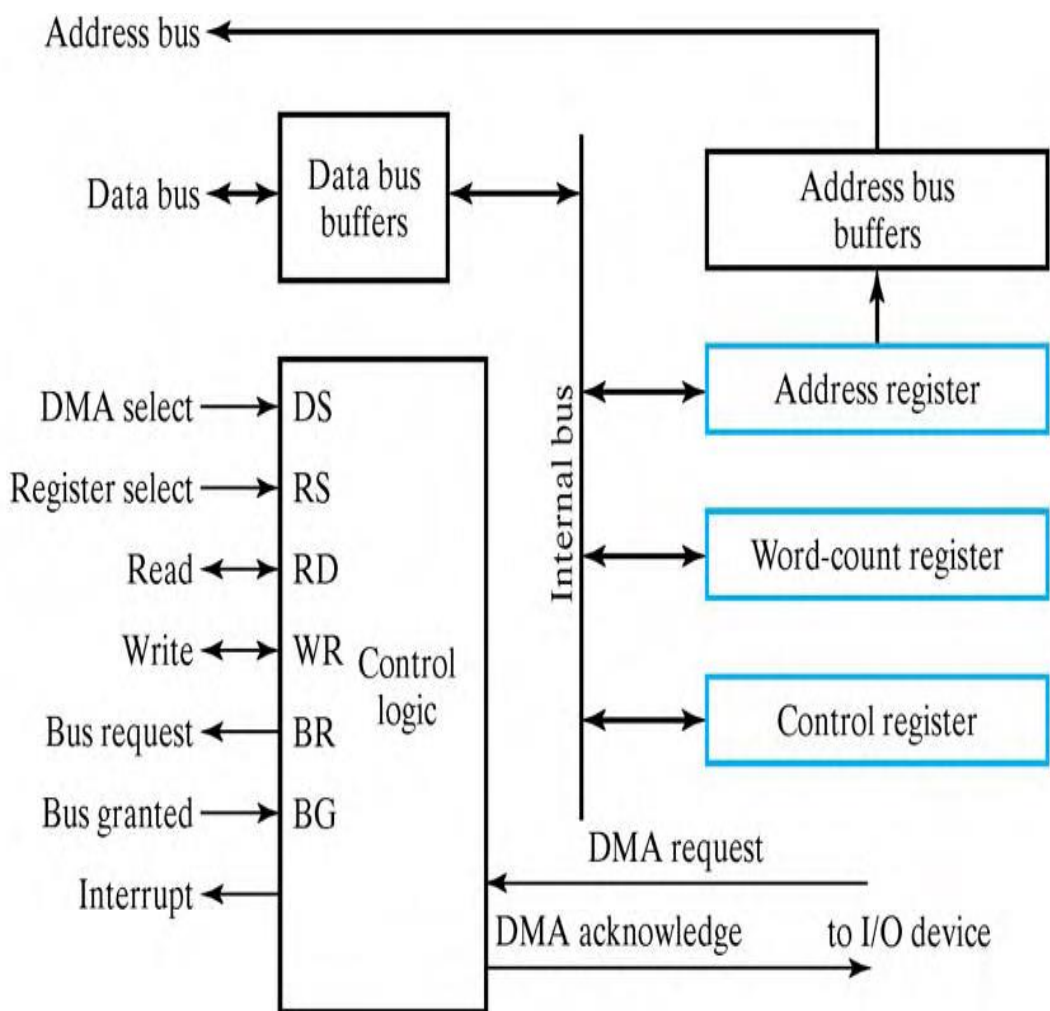 Address bus
Data bus
Data bus
buffers
Address bus
buffers
DMA select
DS
Register select
RS
Read
RD
Write
WR
Bus request
BR
Bus granted
BG
Interrupt
Control
logic
Internal bus
Address register
Word-count register
Control register
DMA request
DMA acknowledge
to I/O device